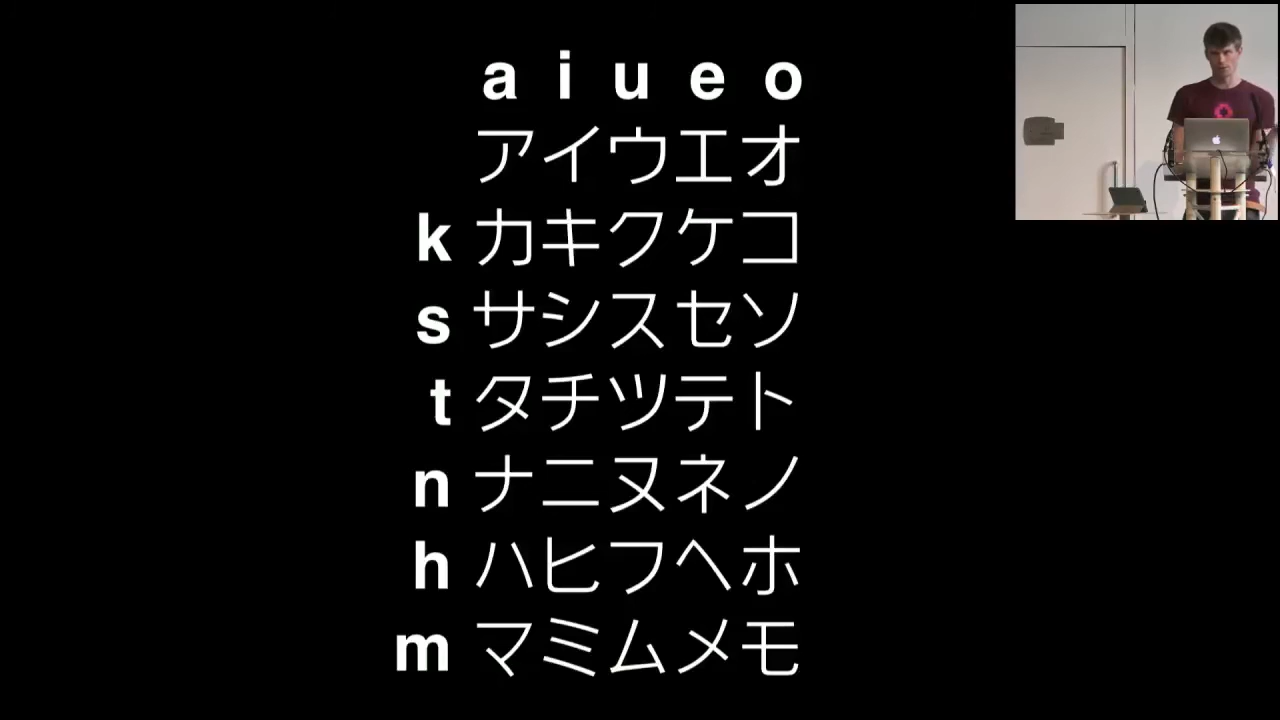 a i u e o
アイウエオ
k カキクケコ
s サシスセソ
t タチツテト
n ナニヌネノ
h ハヒフヘホ
m マミムメモ